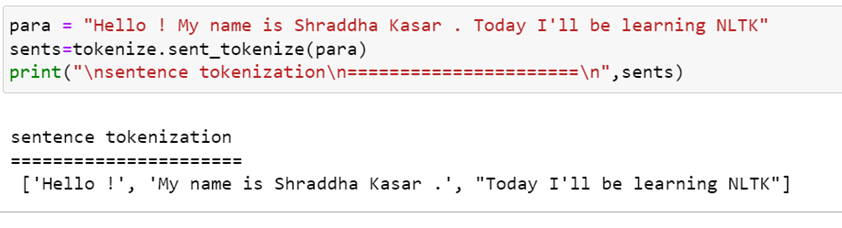 para = "Hello ! My name is Shraddha Kasar . Today I'll be learning NLTK"
sents=tokenize.sent_tokenize(para)
print("\nsentence tokenization\n======================\n",sents)
sentence tokenization
======================
['Hello !', 'My name is Shraddha Kasar .', "Today I'll be learning NLTK"]